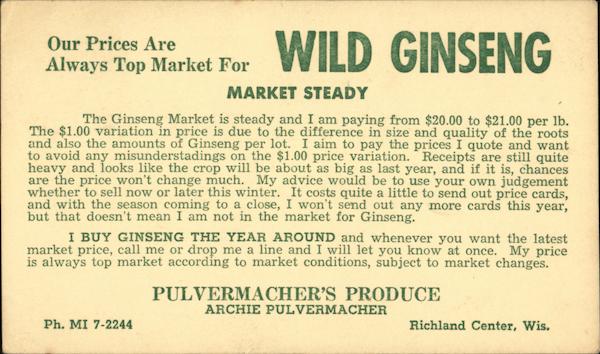 Our Prices Are
Always Top Market For
WILD GINSENG
MARKET STEADY
The Ginseng Market is steady and I am paying from $20.00 to $21.00 per lb.
The $1.00 variation in price is due to the difference in size and quality of the roots
and also the amounts of Ginseng per lot. I aim to pay the prices I quote and want
to avoid any misunderstadings on the $1.00 price variation. Receipts are still quite
heavy and looks like the crop will be about as big as last year, and if it is, chances
are the price won't change much. My advice would be to use your own judgement
whether to sell now or later this winter. It costs quite a little to send out price cards,
and with the season coming to a close, I won't send out any more cards this year,
but that doesn't mean I am not in the market for Ginseng.
I BUY GINSENG THE YEAR AROUND and whenever you want the latest
market price, call me or drop me a line and I will let you know at once. My price
is always top market according to market conditions, subject to market changes.
PULVERMACHER'S PRODUCE
ARCHIE PULVERMACHER
Ph. MI 7-2244
Richland Center, Wis.